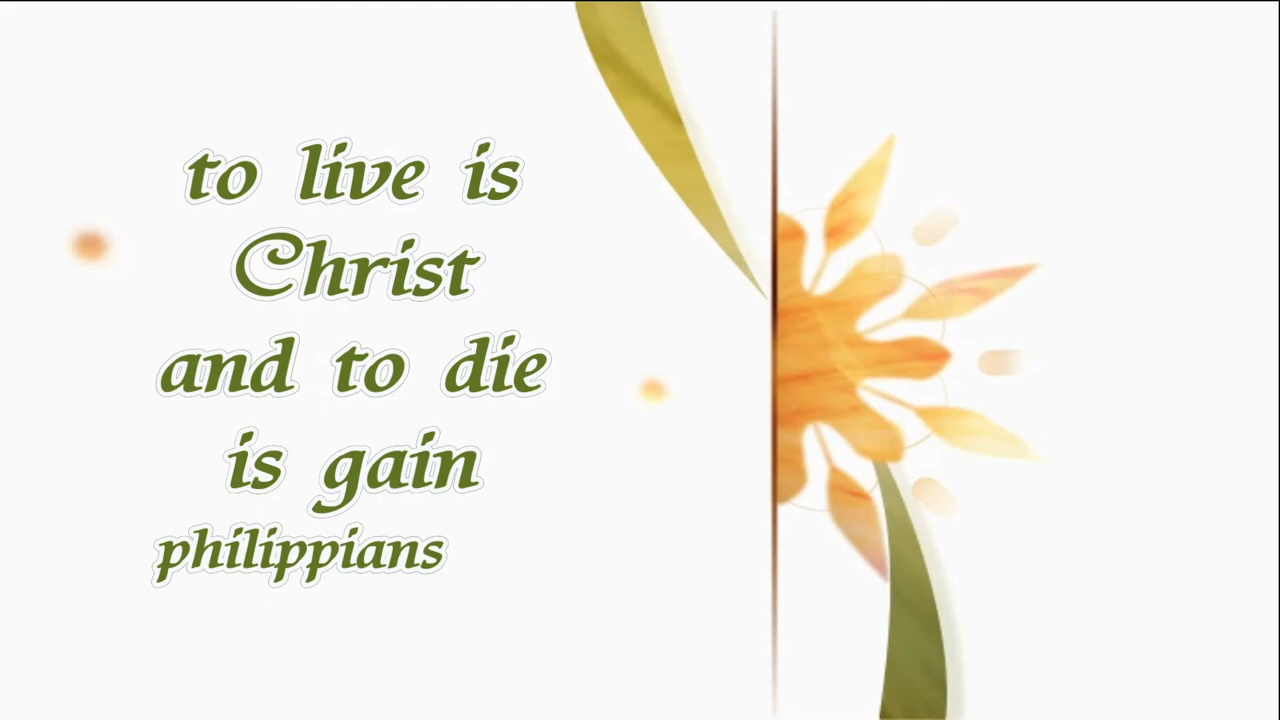 to live is
Christ
and to die
is gain
philippians